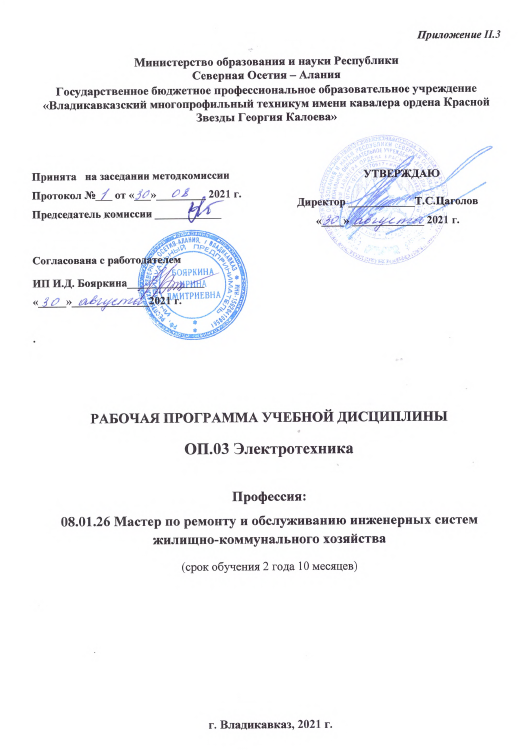 Приложение II.3
Министерство образования и науки Республики
Северная Осетия – Алания
Государственное бюджетное профессиональное образовательное учреждение
«Владикавказский многопрофильный техникум имени кавалера ордена Красной
Звезды Георгия Калоева»
Принята на заседании методкомиссии
Протокол № 1 от «30» 08 2021 г.
Председатель комиссии
УТВЕРЖДАЮ
Директор Т.С.Цаголов
«30» августа 2021 г.
Согласована с работодателем
ИП И.Д. Бояркина
«30» августа 2021 г.
БОЯРКИНА
ИРИНА
ДМИТРИЕВНА
РАБОЧАЯ ПРОГРАММА УЧЕБНОЙ ДИСЦИПЛИНЫ
ОП.03 Электротехника
Профессия:
08.01.26 Мастер по ремонту и обслуживанию инженерных систем
жилищно-коммунального хозяйства
(срок обучения 2 года 10 месяцев)
г. Владикавказ, 2021 г.